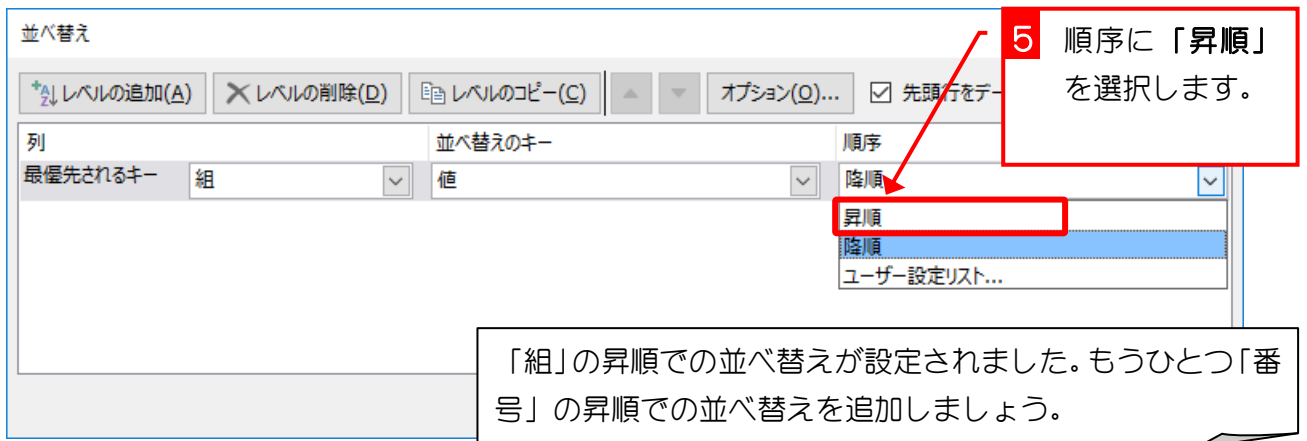 並べ替え
5 順序に「昇順」
を選択します。
レベルの追加(A) レベルの削除(D) レベルのコピー(C) オプション(O)... 先頭行をデー
列 並べ替えのキー 順序
最優先されるキー 組 値 降順
昇順
降順
ユーザー設定リスト...
「組」の昇順での並べ替えが設定されました。もうひとつ「番
号」の昇順での並べ替えを追加しましょう。